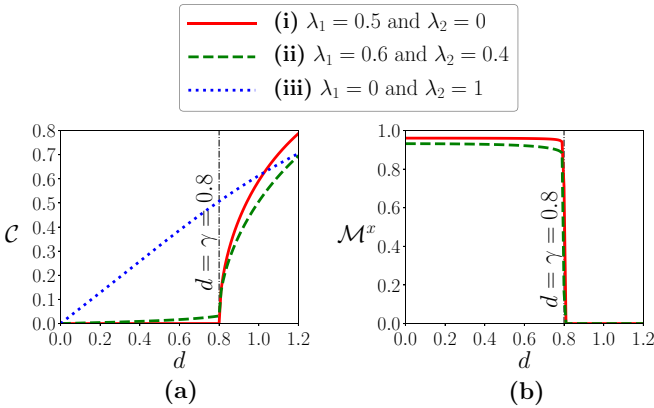 (i) λ₁ = 0.5 and λ₂ = 0
(ii) λ₁ = 0.6 and λ₂ = 0.4
(iii) λ₁ = 0 and λ₂ = 1
0.8
0.7
0.6
0.5
0.4
0.3
0.2
0.1
0.0
𝒞
d = γ = 0.8
0.0 0.2 0.4 0.6 0.8 1.0 1.2
d
(a)
1.0
0.8
0.6
0.4
0.2
0.0
ℳˣ
d = γ = 0.8
0.0 0.2 0.4 0.6 0.8 1.0 1.2
d
(b)